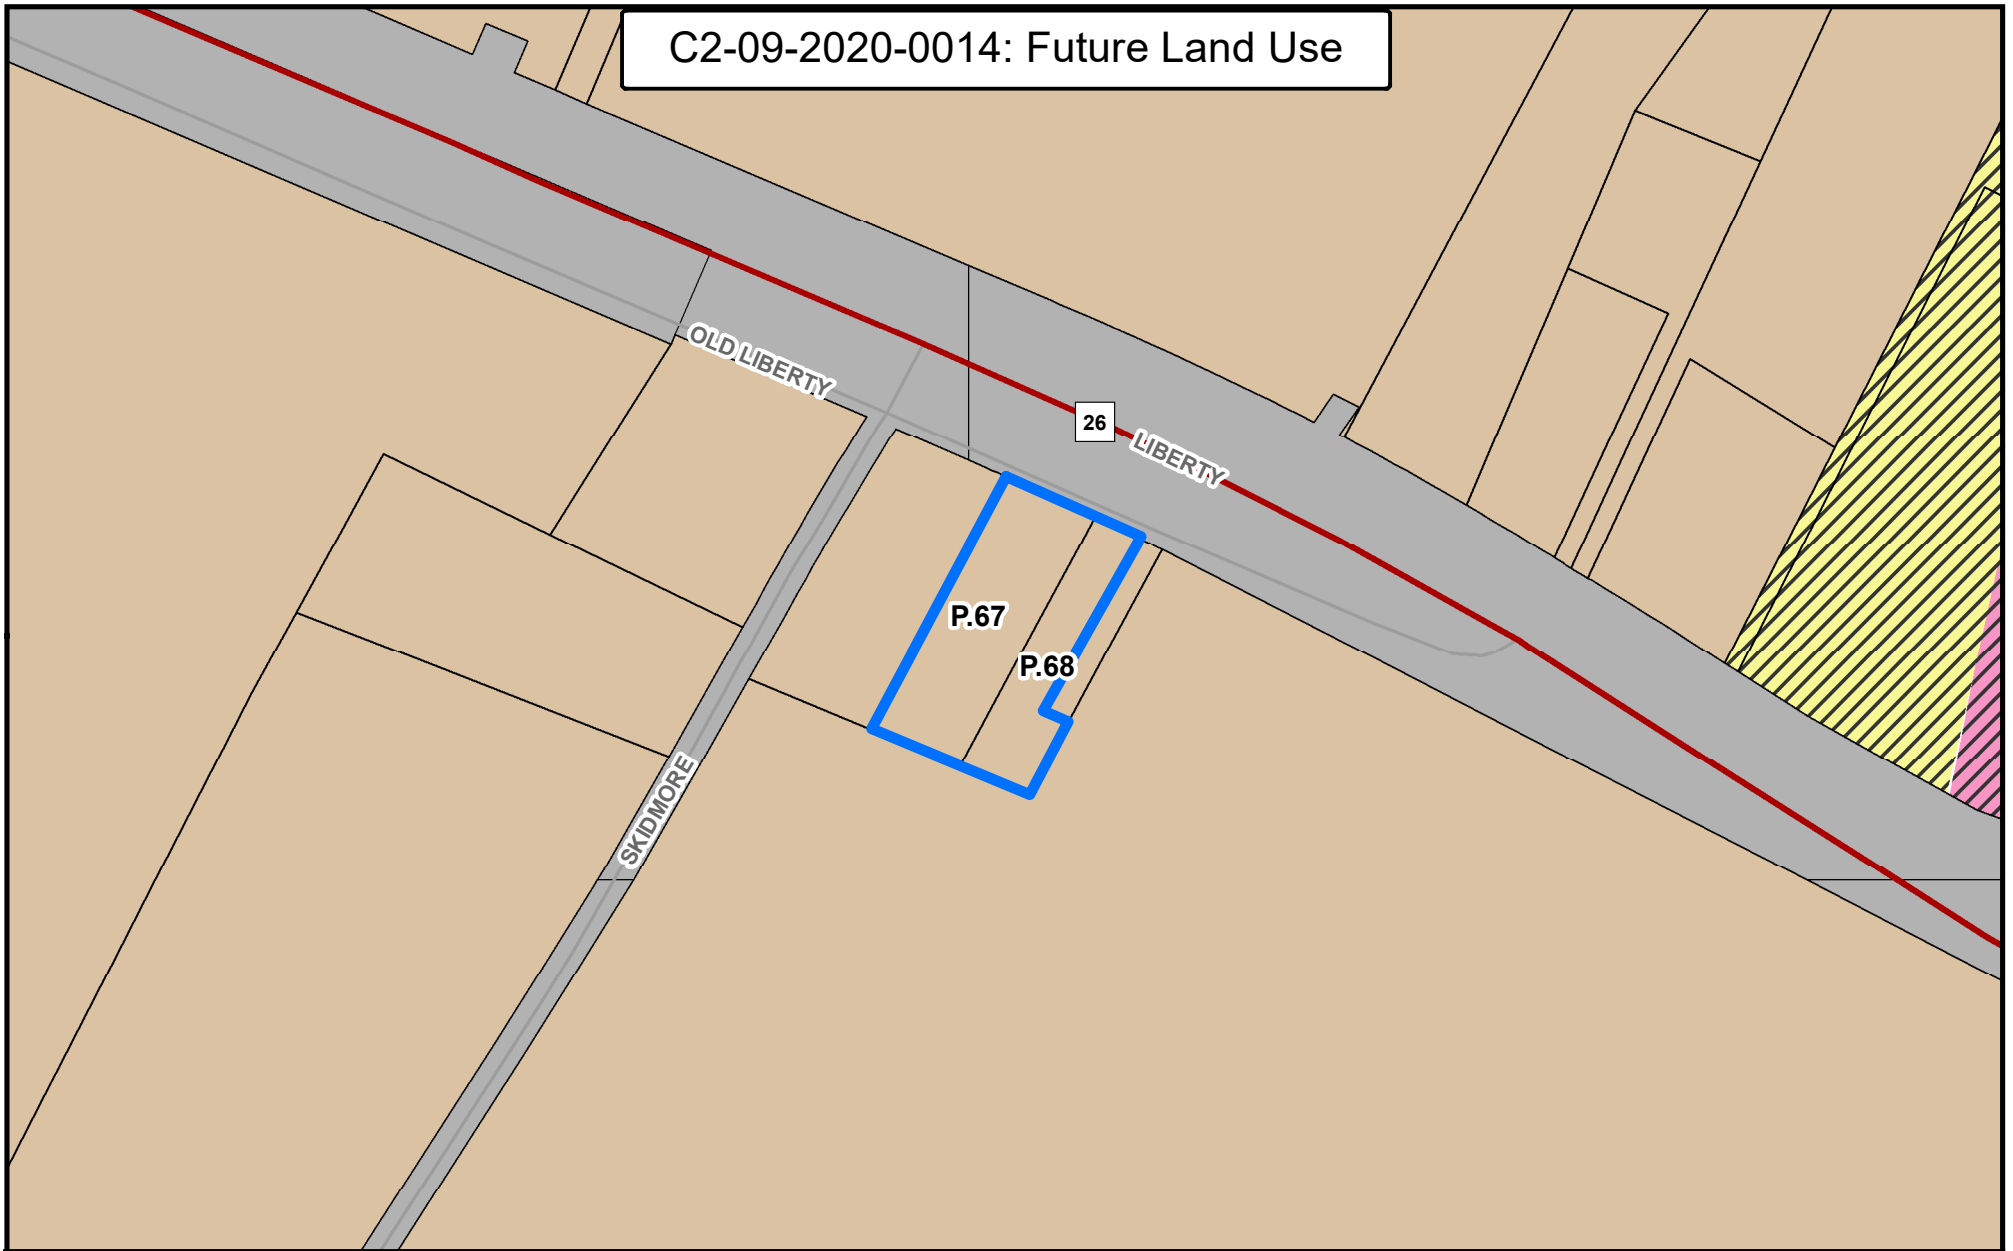 C2-09-2020-0014: Future Land Use
OLD LIBERTY
26
LIBERTY
P.67
P.68
SKIDMORE